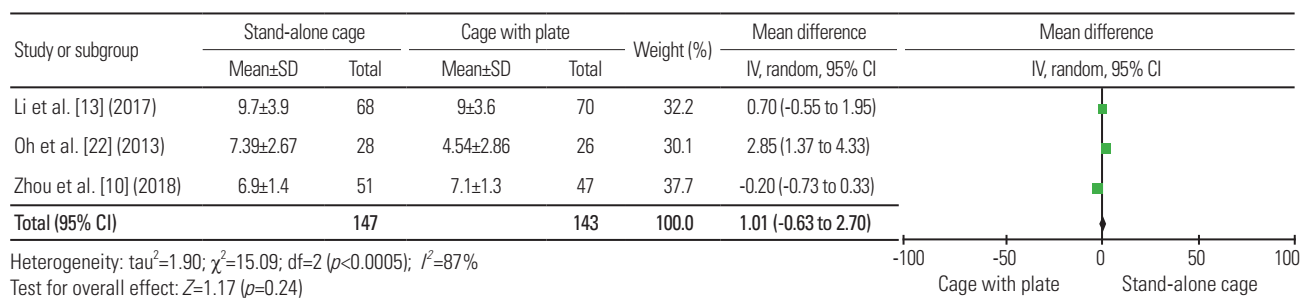 Study or subgroup Stand-alone cage Cage with plate Weight (%) Mean difference Mean difference
Mean±SD Total Mean±SD Total IV, random, 95% CI IV, random, 95% CI
Li et al. [13] (2017) 9.7±3.9 68 9±3.6 70 32.2 0.70 (-0.55 to 1.95)
Oh et al. [22] (2013) 7.39±2.67 28 4.54±2.86 26 30.1 2.85 (1.37 to 4.33)
Zhou et al. [10] (2018) 6.9±1.4 51 7.1±1.3 47 37.7 -0.20 (-0.73 to 0.33)
Total (95% CI) 147 143 100.0 1.01 (-0.63 to 2.70)
Heterogeneity: tau²=1.90; χ²=15.09; df=2 (p<0.0005); I²=87%
Test for overall effect: Z=1.17 (p=0.24)
-100 -50 0 50 100
Cage with plate Stand-alone cage